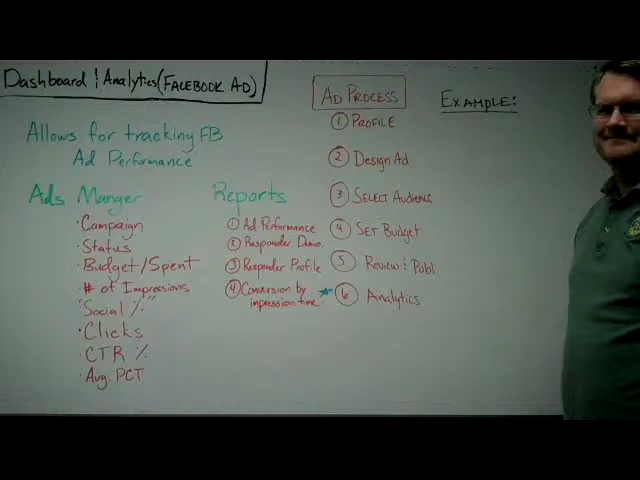 Dashboard & Analytics (FACEBOOK AD)
Allows for tracking FB
Ad Performance
Ads Manger
· Campaign
· Status
· Budget/Spent
· # of Impressions
· "Social %"
· Clicks
· CTR %
· Avg. PCT
Reports
① Ad Performance
② Responder Demo.
③ Responder Profile
④ Conversion by
impression time
AD PROCESS
① PROFILE
② Design Ad
③ SELECT AUDIENCE
④ SET BUDGET
⑤ Review & Publ
★ ⑥ Analytics
EXAMPLE: